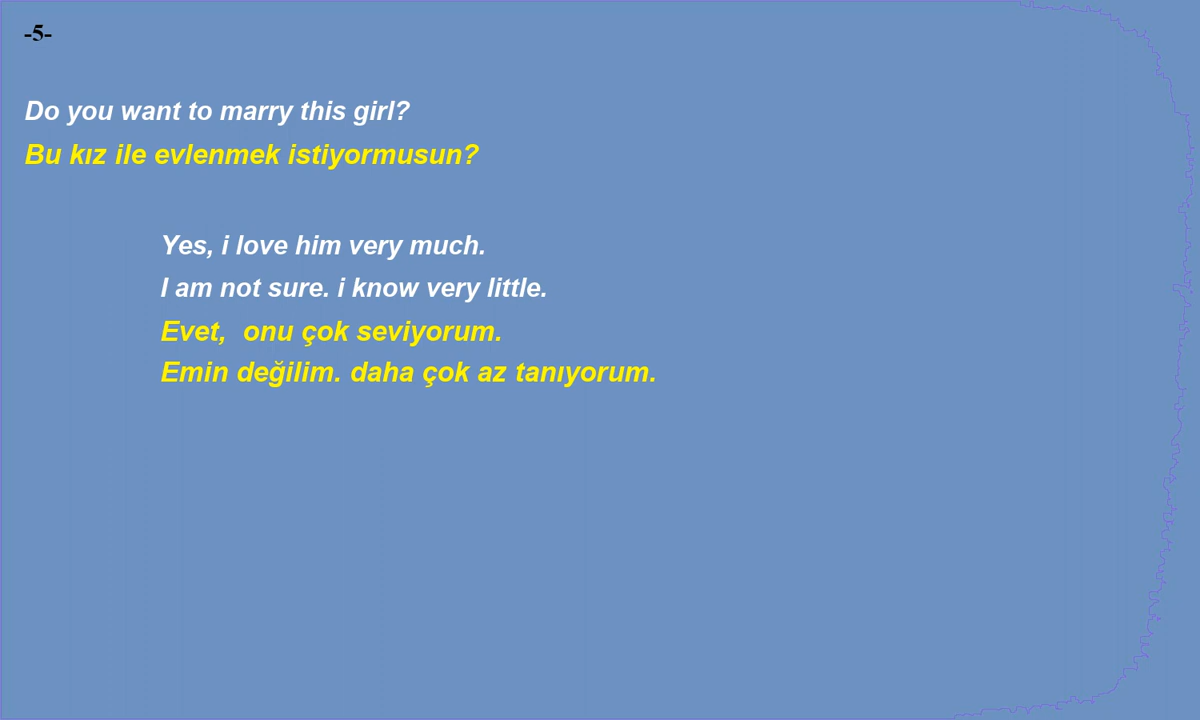 -5-
Do you want to marry this girl?
Bu kız ile evlenmek istiyormusun?
Yes, i love him very much.
I am not sure. i know very little.
Evet, onu çok seviyorum.
Emin değilim. daha çok az tanıyorum.